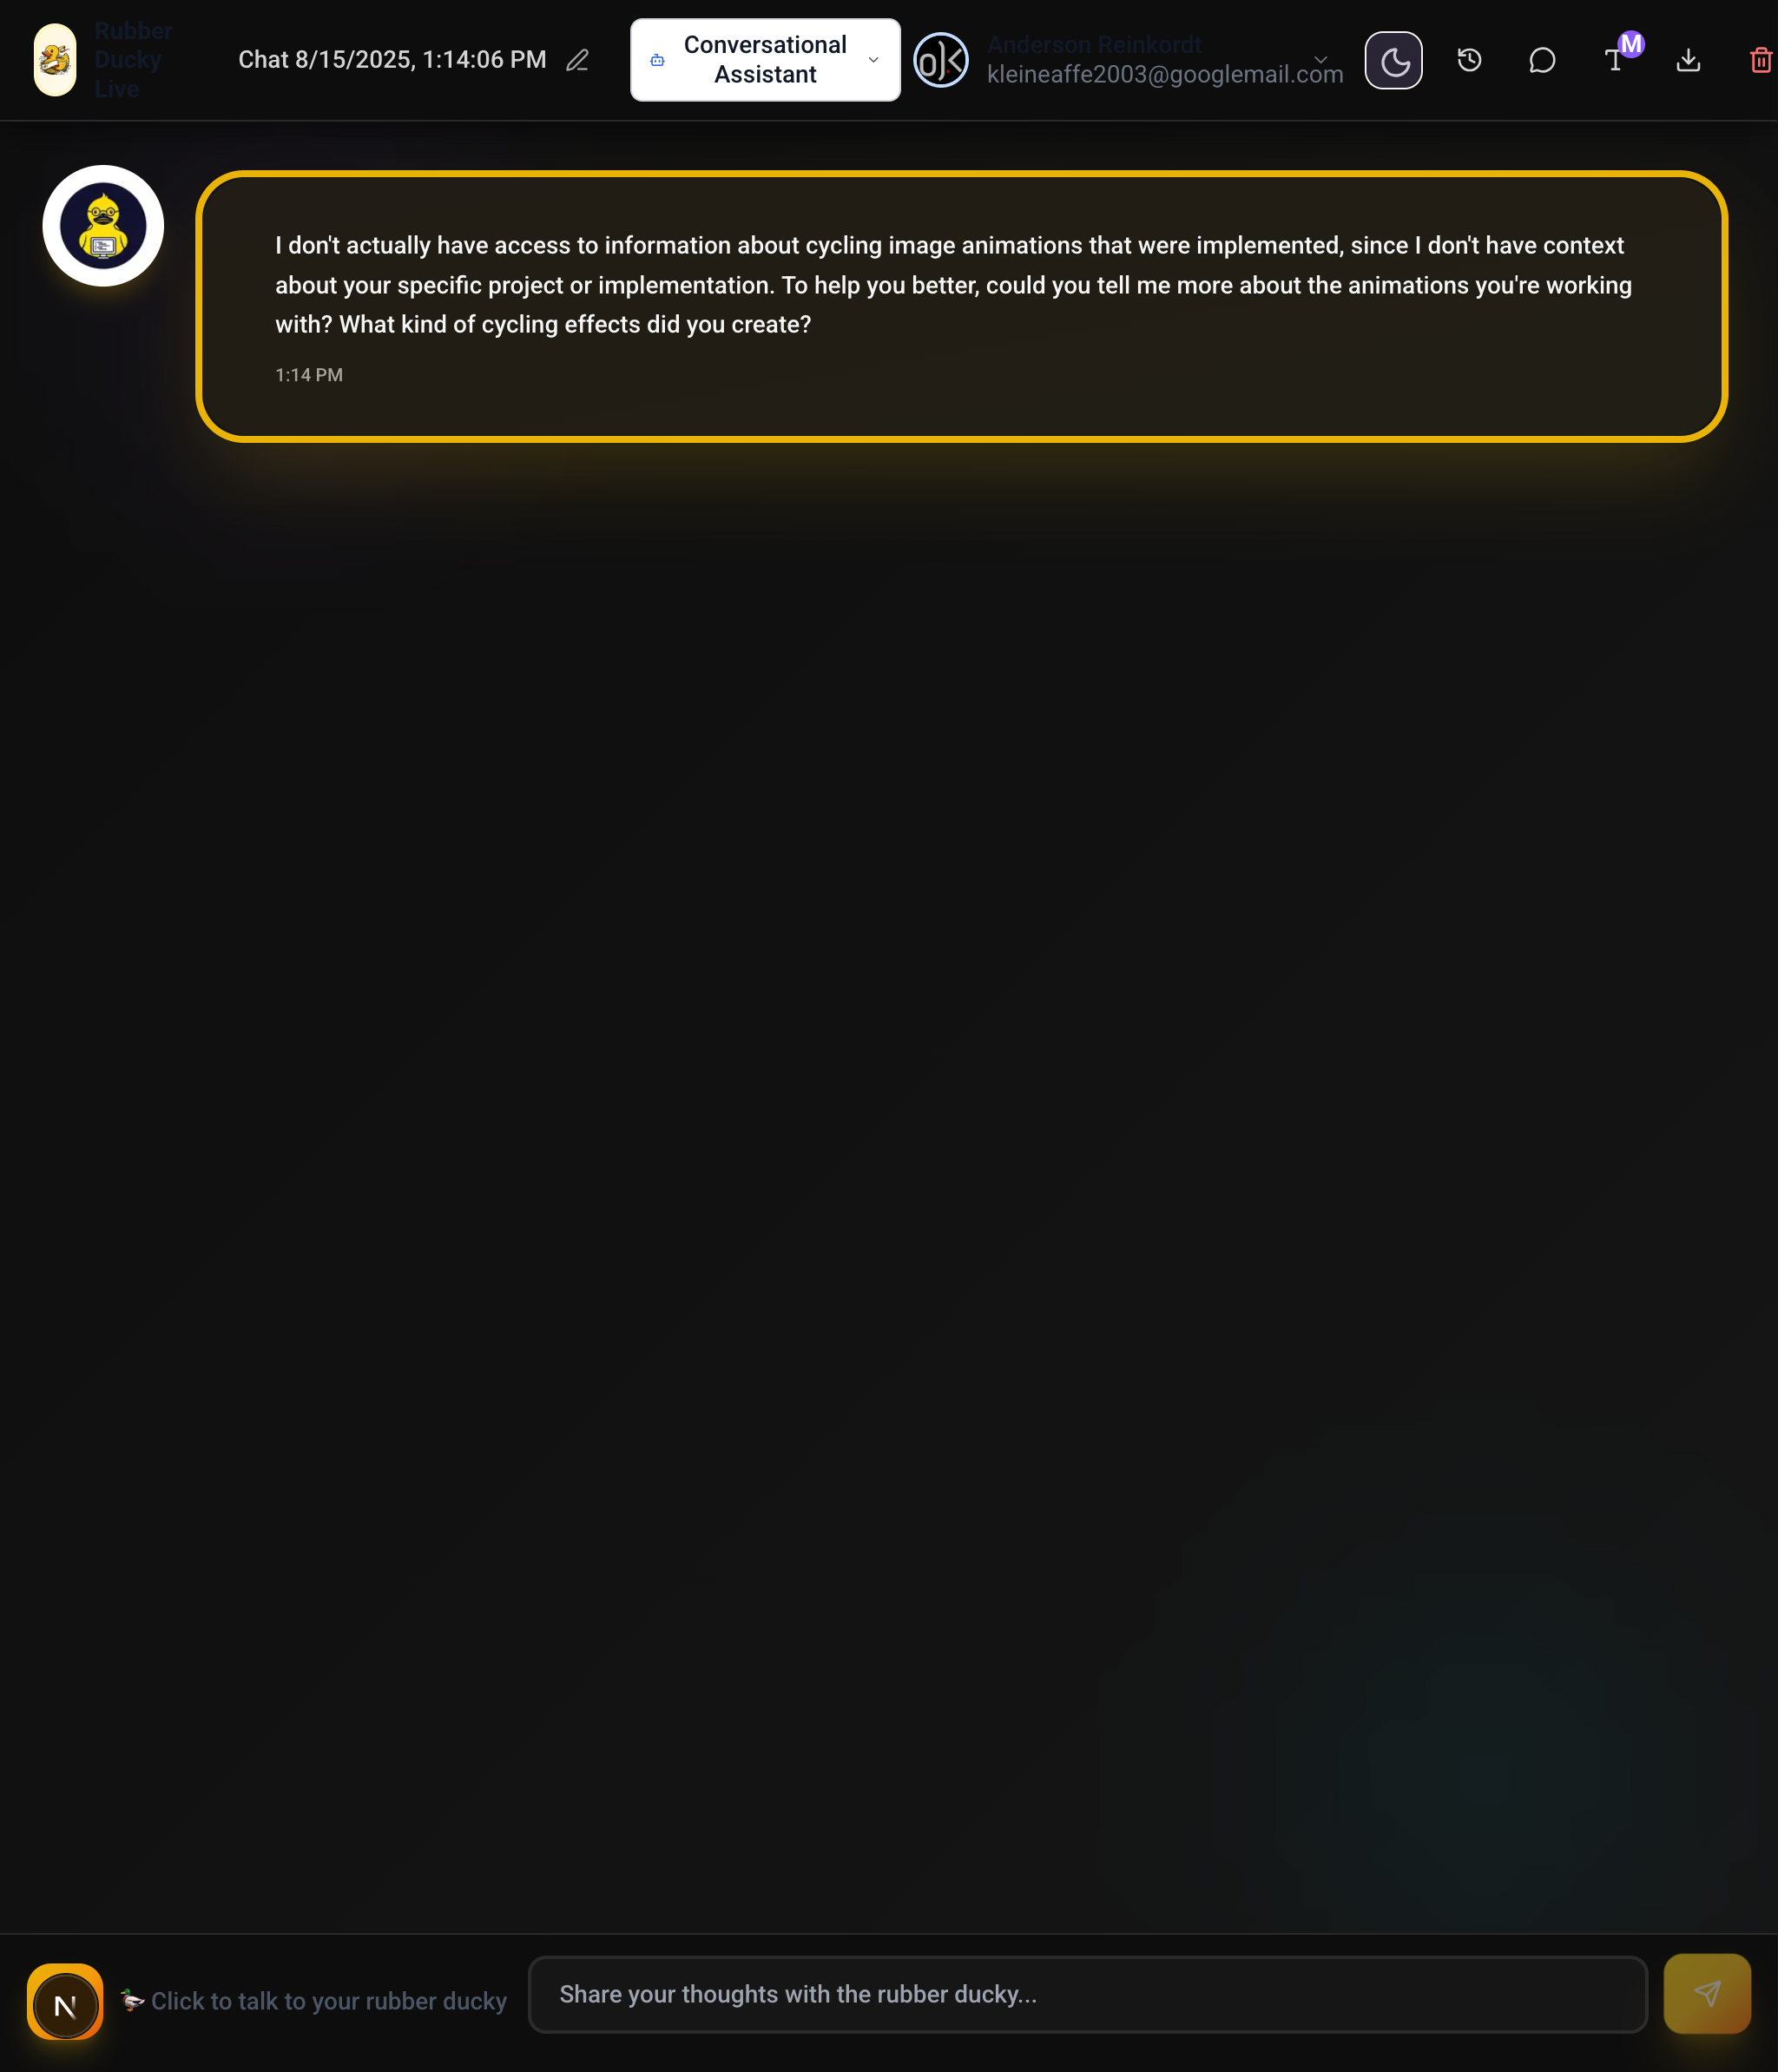 Rubber
Ducky
Live
Chat 8/15/2025, 1:14:06 PM
Conversational
Assistant
Anderson Reinkordt
kleineaffe2003@googlemail.com
M
I don't actually have access to information about cycling image animations that were implemented, since I don't have context
about your specific project or implementation. To help you better, could you tell me more about the animations you're working
with? What kind of cycling effects did you create?
1:14 PM
N
Click to talk to your rubber ducky
Share your thoughts with the rubber ducky...